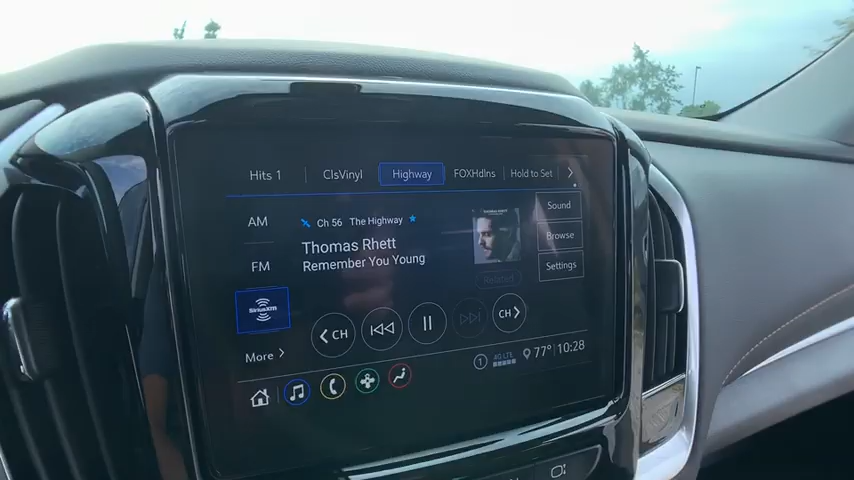 Hits 1 ClsVinyl Highway FOXHdlns Hold to Set
AM
Ch 56 The Highway
Sound
Thomas Rhett
Browse
FM
Remember You Young
Settings
Related
SiriusXM
CH
CH
More
1 4G LTE 77° 10:28